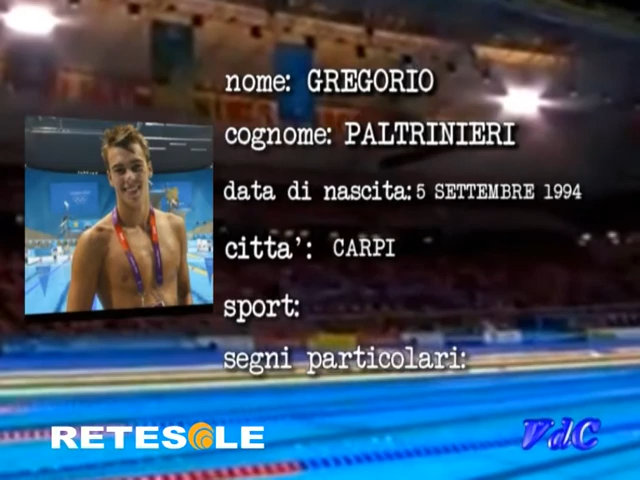 nome: GREGORIO
cognome: PALTRINIERI
data di nascita: 5 SETTEMBRE 1994
citta': CARPI
sport:
segni particolari:
RETESOLE
VdC